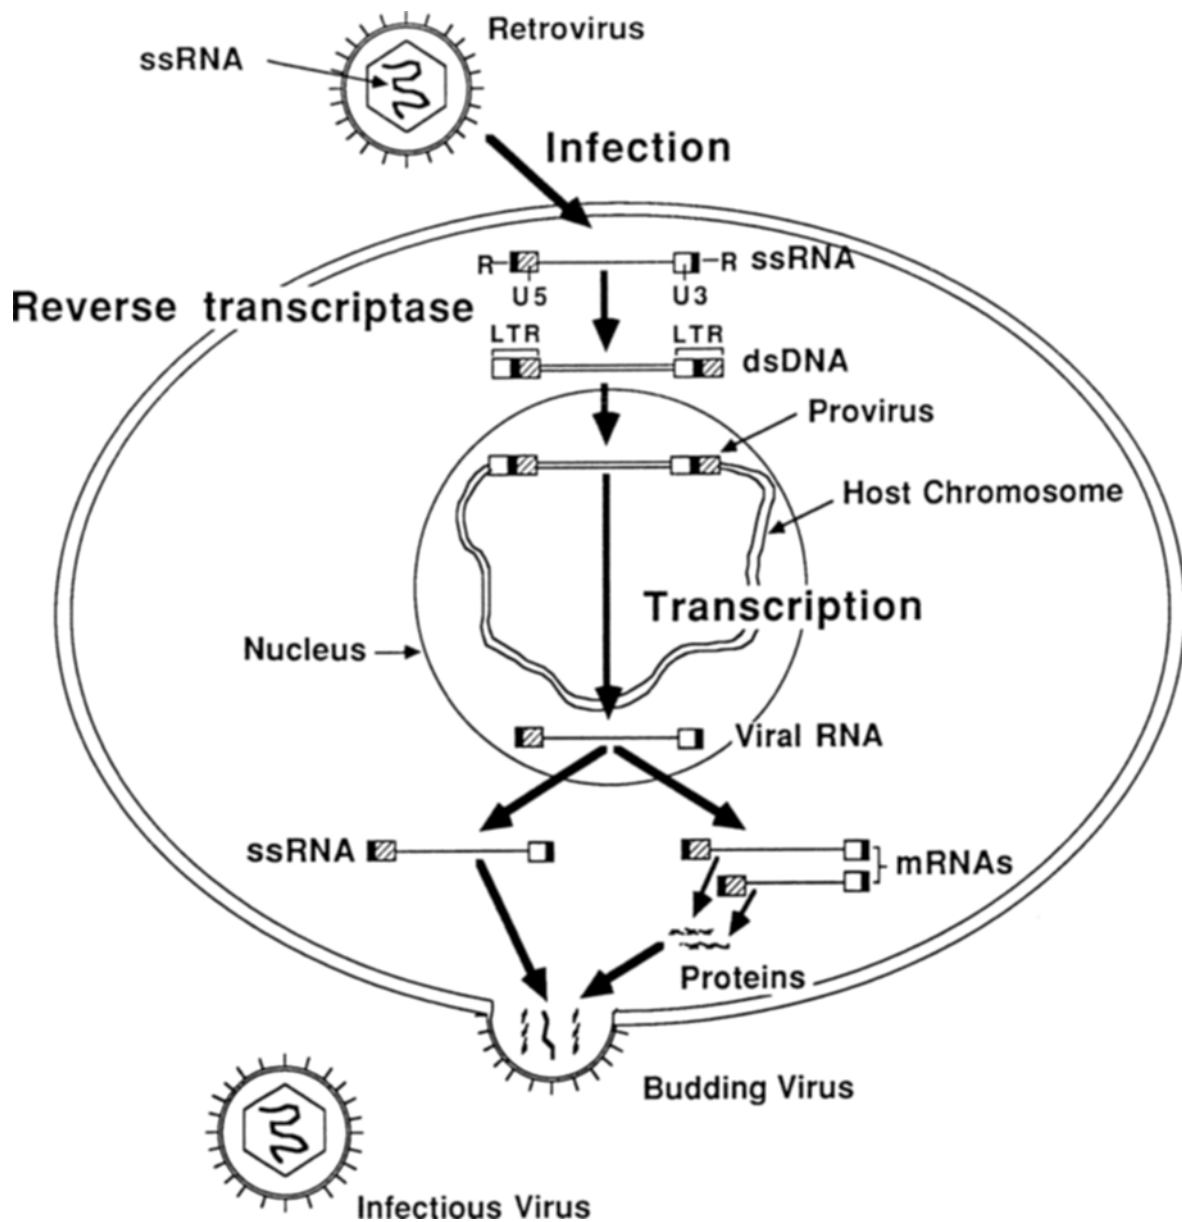 Retrovirus
ssRNA
Infection
R
R ssRNA
U5
U3
Reverse transcriptase
LTR
LTR
dsDNA
Provirus
Host Chromosome
Transcription
Nucleus
Viral RNA
ssRNA
mRNAs
Proteins
Budding Virus
Infectious Virus